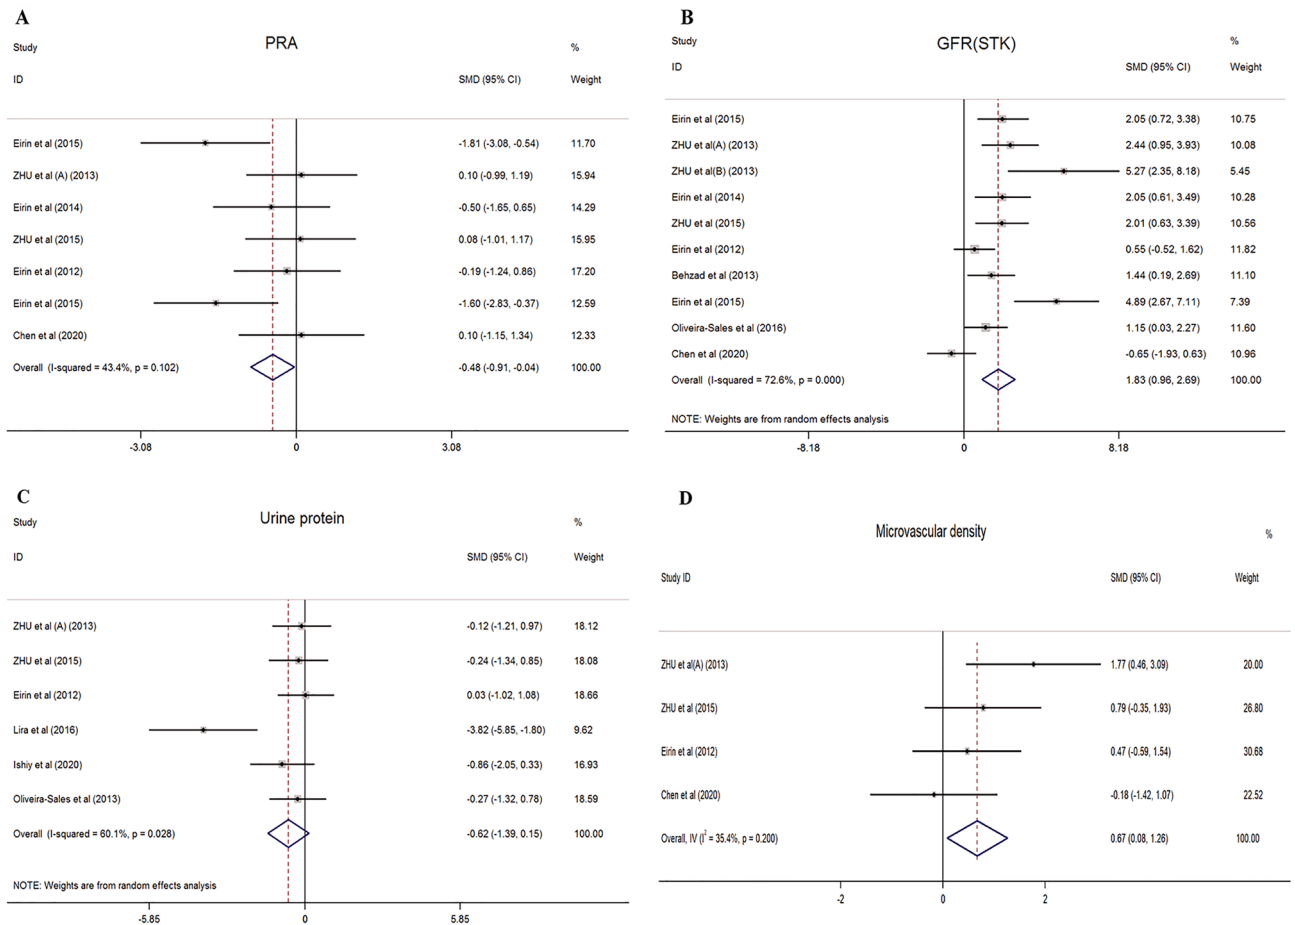 A
PRA
Study %
ID SMD (95% CI) Weight
Eirin et al (2015) -1.81 (-3.08, -0.54) 11.70
ZHU et al (A) (2013) 0.10 (-0.99, 1.19) 15.94
Eirin et al (2014) -0.50 (-1.65, 0.65) 14.29
ZHU et al (2015) 0.08 (-1.01, 1.17) 15.95
Eirin et al (2012) -0.19 (-1.24, 0.86) 17.20
Eirin et al (2015) -1.60 (-2.83, -0.37) 12.59
Chen et al (2020) 0.10 (-1.15, 1.34) 12.33
Overall (I-squared = 43.4%, p = 0.102) -0.48 (-0.91, -0.04) 100.00
-3.08 0 3.08
B
GFR(STK)
Study %
ID SMD (95% CI) Weight
Eirin et al (2015) 2.05 (0.72, 3.38) 10.75
ZHU et al(A) (2013) 2.44 (0.95, 3.93) 10.08
ZHU et al(B) (2013) 5.27 (2.35, 8.18) 5.45
Eirin et al (2014) 2.05 (0.61, 3.49) 10.28
ZHU et al (2015) 2.01 (0.63, 3.39) 10.56
Eirin et al (2012) 0.55 (-0.52, 1.62) 11.82
Behzad et al (2013) 1.44 (0.19, 2.69) 11.10
Eirin et al (2015) 4.89 (2.67, 7.11) 7.39
Oliveira-Sales et al (2016) 1.15 (0.03, 2.27) 11.60
Chen et al (2020) -0.65 (-1.93, 0.63) 10.96
Overall (I-squared = 72.6%, p = 0.000) 1.83 (0.96, 2.69) 100.00
NOTE: Weights are from random effects analysis
-8.18 0 8.18
C
Urine protein
Study %
ID SMD (95% CI) Weight
ZHU et al (A) (2013) -0.12 (-1.21, 0.97) 18.12
ZHU et al (2015) -0.24 (-1.34, 0.85) 18.08
Eirin et al (2012) 0.03 (-1.02, 1.08) 18.66
Lira et al (2016) -3.82 (-5.85, -1.80) 9.62
Ishiy et al (2020) -0.86 (-2.05, 0.33) 16.93
Oliveira-Sales et al (2013) -0.27 (-1.32, 0.78) 18.59
Overall (I-squared = 60.1%, p = 0.028) -0.62 (-1.39, 0.15) 100.00
NOTE: Weights are from random effects analysis
-5.85 0 5.85
D
Microvascular density
%
Study ID SMD (95% CI) Weight
ZHU et al(A) (2013) 1.77 (0.46, 3.09) 20.00
ZHU et al (2015) 0.79 (-0.35, 1.93) 26.80
Eirin et al (2012) 0.47 (-0.59, 1.54) 30.68
Chen et al (2020) -0.18 (-1.42, 1.07) 22.52
Overall, IV (I² = 35.4%, p = 0.200) 0.67 (0.08, 1.26) 100.00
-2 0 2